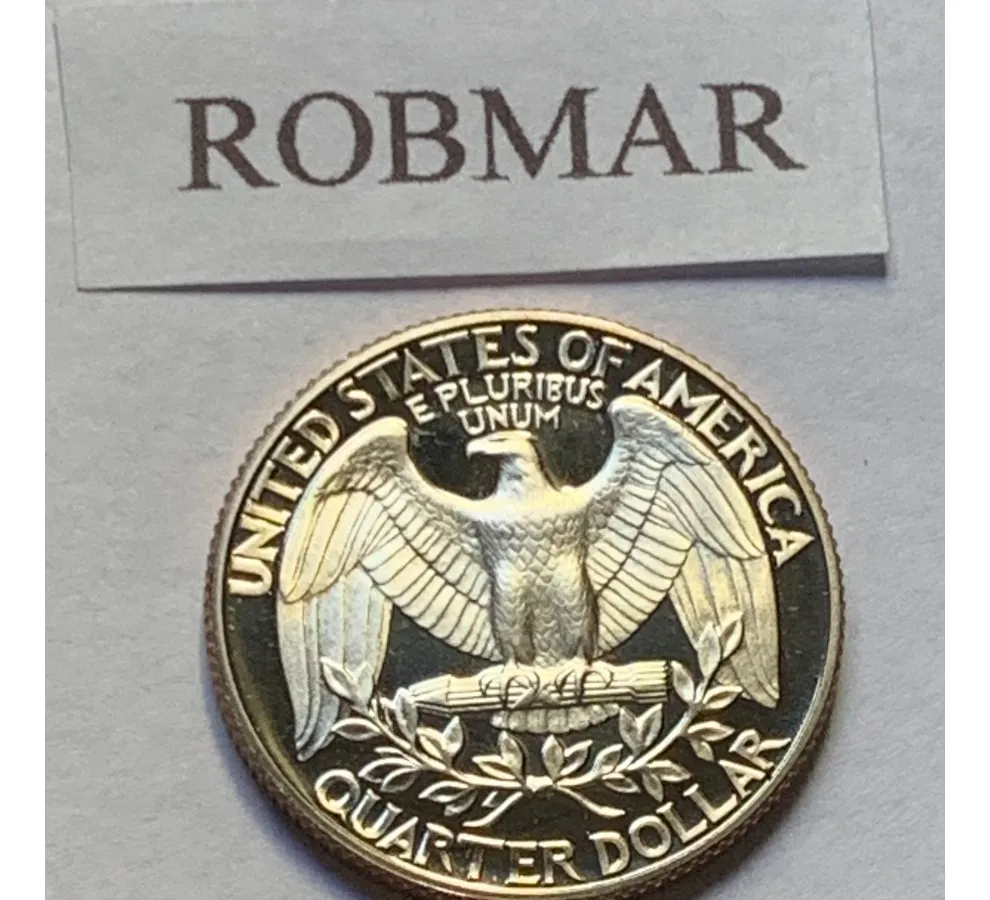 ROBMAR
UNITED STATES OF AMERICA
E PLURIBUS
UNUM
QUARTER DOLLAR